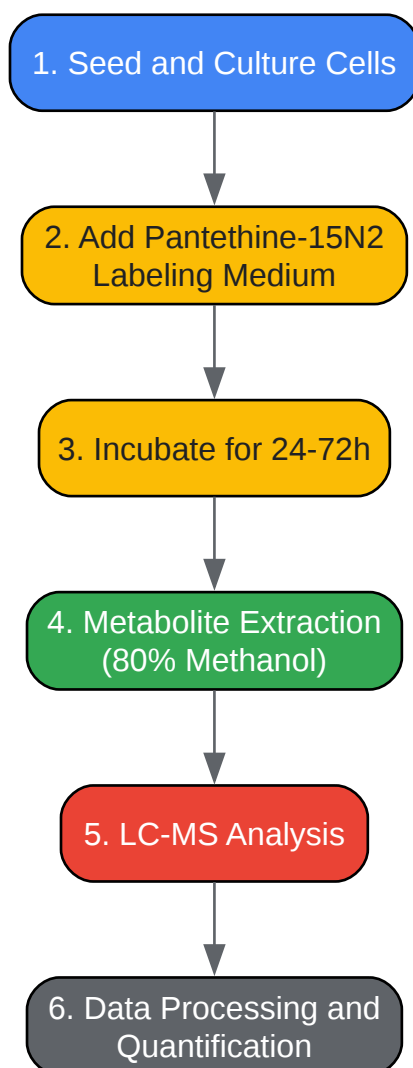 1. Seed and Culture Cells
2. Add Pantethine-15N2
Labeling Medium
3. Incubate for 24-72h
4. Metabolite Extraction
(80% Methanol)
5. LC-MS Analysis
6. Data Processing and
Quantification